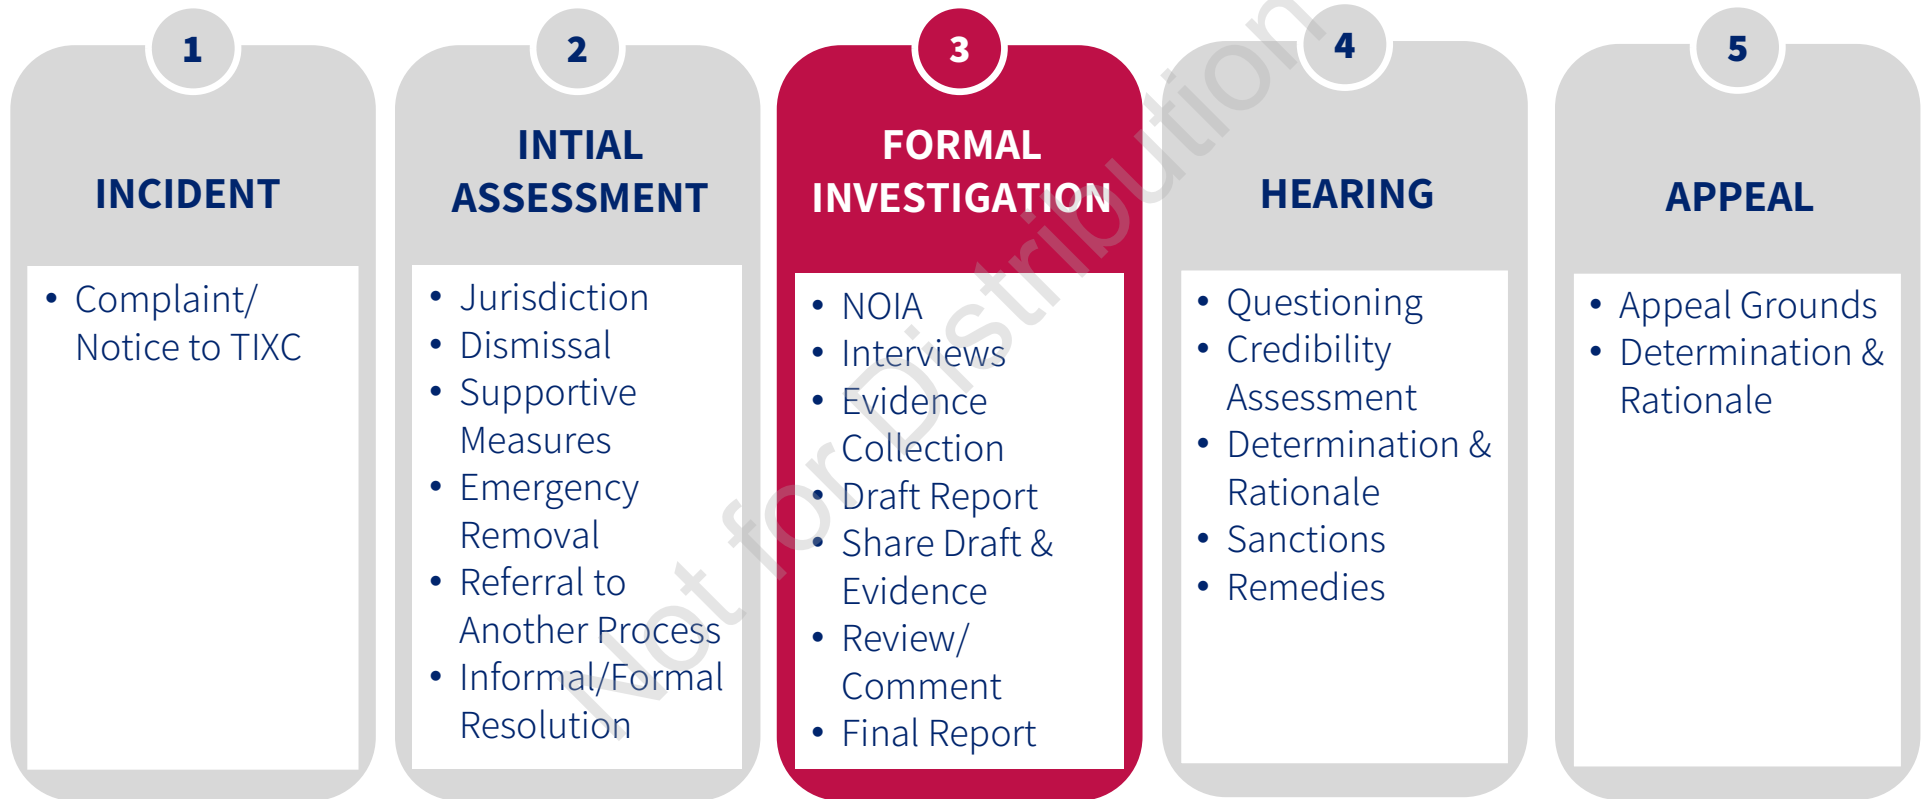 1
INCIDENT
• Complaint/
Notice to TIXC
2
INTIAL
ASSESSMENT
• Jurisdiction
• Dismissal
• Supportive
Measures
• Emergency
Removal
• Referral to
Another Process
• Informal/Formal
Resolution
3
FORMAL
INVESTIGATION
• NOIA
• Interviews
• Evidence
Collection
• Draft Report
• Share Draft &
Evidence
• Review/
Comment
• Final Report
4
HEARING
• Questioning
• Credibility
Assessment
• Determination &
Rationale
• Sanctions
• Remedies
5
APPEAL
• Appeal Grounds
• Determination &
Rationale
Not for Distribution